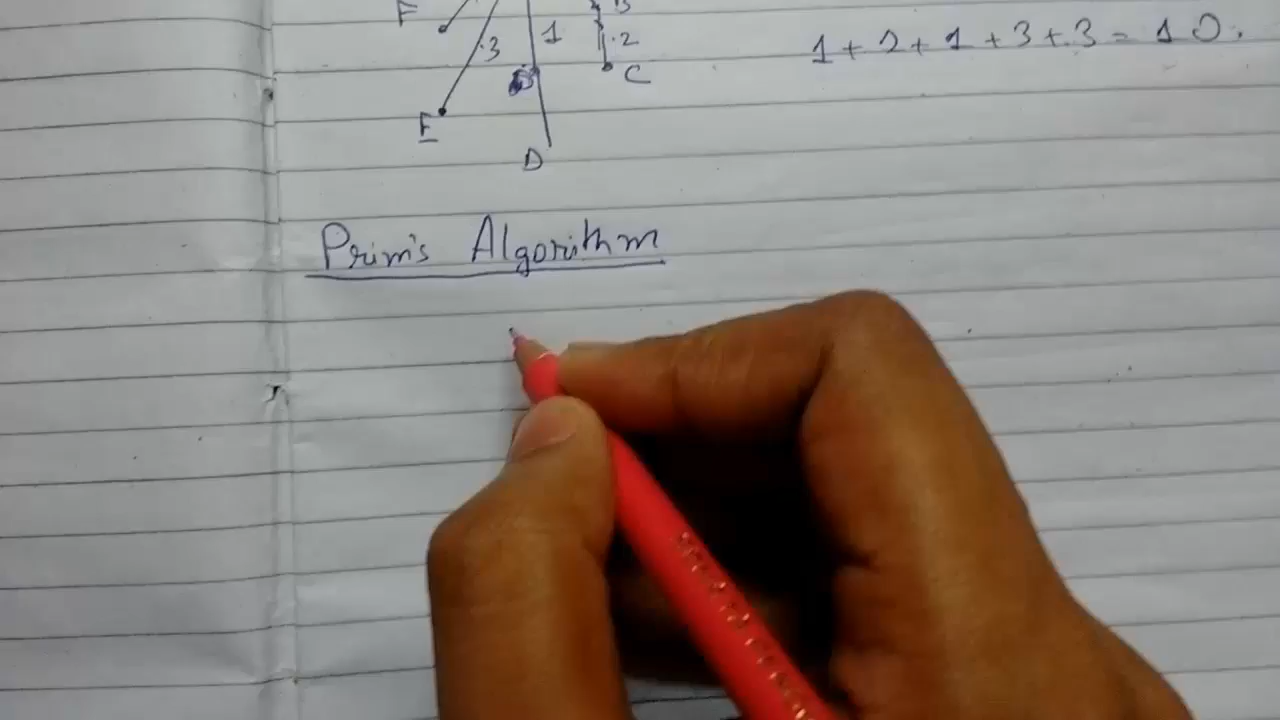 F
B
3
1
2
C
1 + 2 + 1 + 3 + 3 = 10.
E
D
Prim's Algorithm